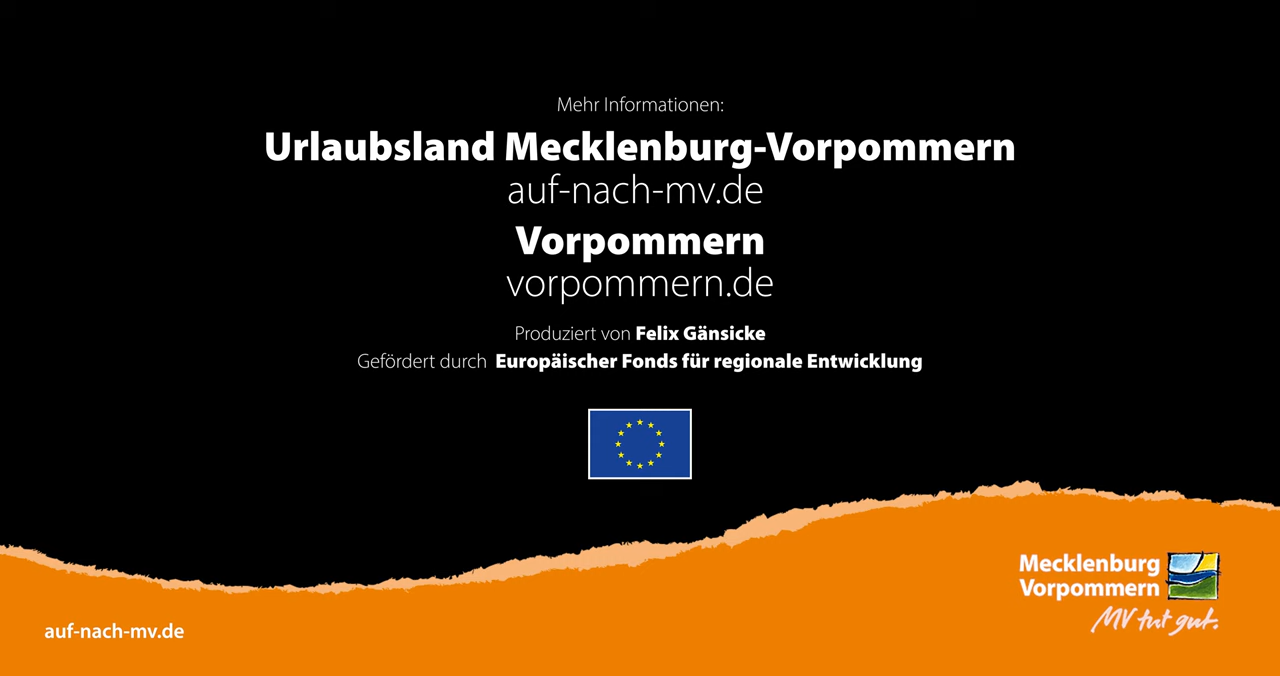 Mehr Informationen:
Urlaubsland Mecklenburg-Vorpommern
auf-nach-mv.de
Vorpommern
vorpommern.de
Produziert von Felix Gänsicke
Gefördert durch Europäischer Fonds für regionale Entwicklung
Mecklenburg
Vorpommern
MV tut gut.
auf-nach-mv.de